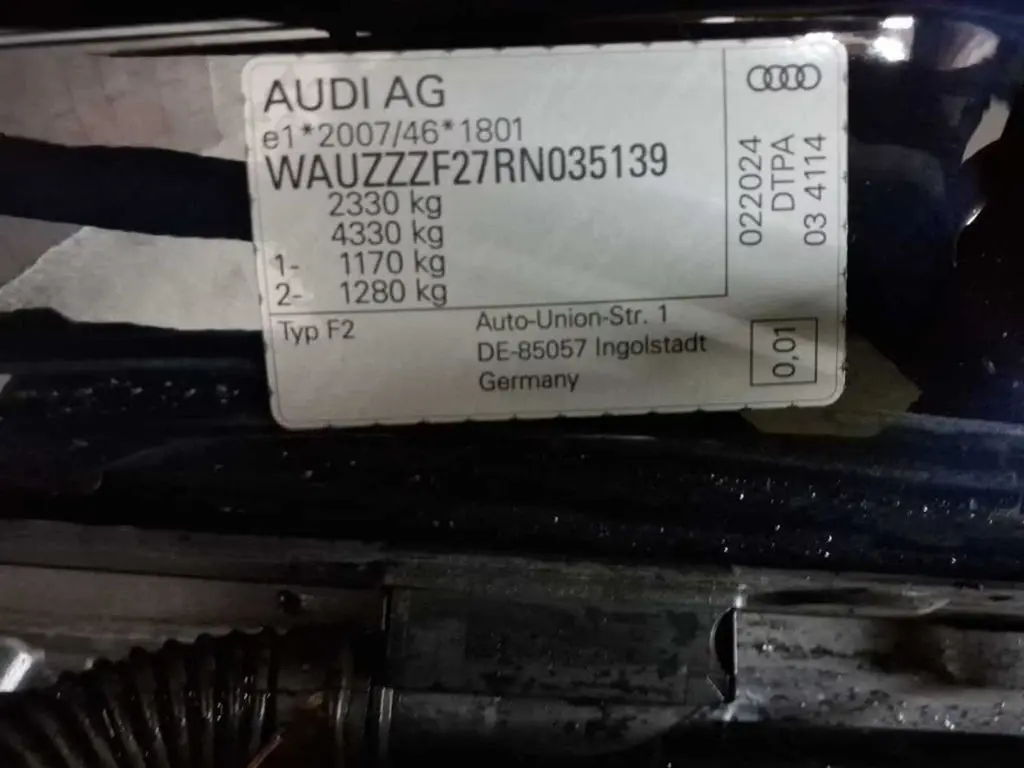 AUDI AG
e1*2007/46*1801
WAUZZZF27RN035139
2330 kg
4330 kg
1- 1170 kg
2- 1280 kg
Typ F2
Auto-Union-Str. 1
DE-85057 Ingolstadt
Germany
022024
DTPA
03 4114
0,01